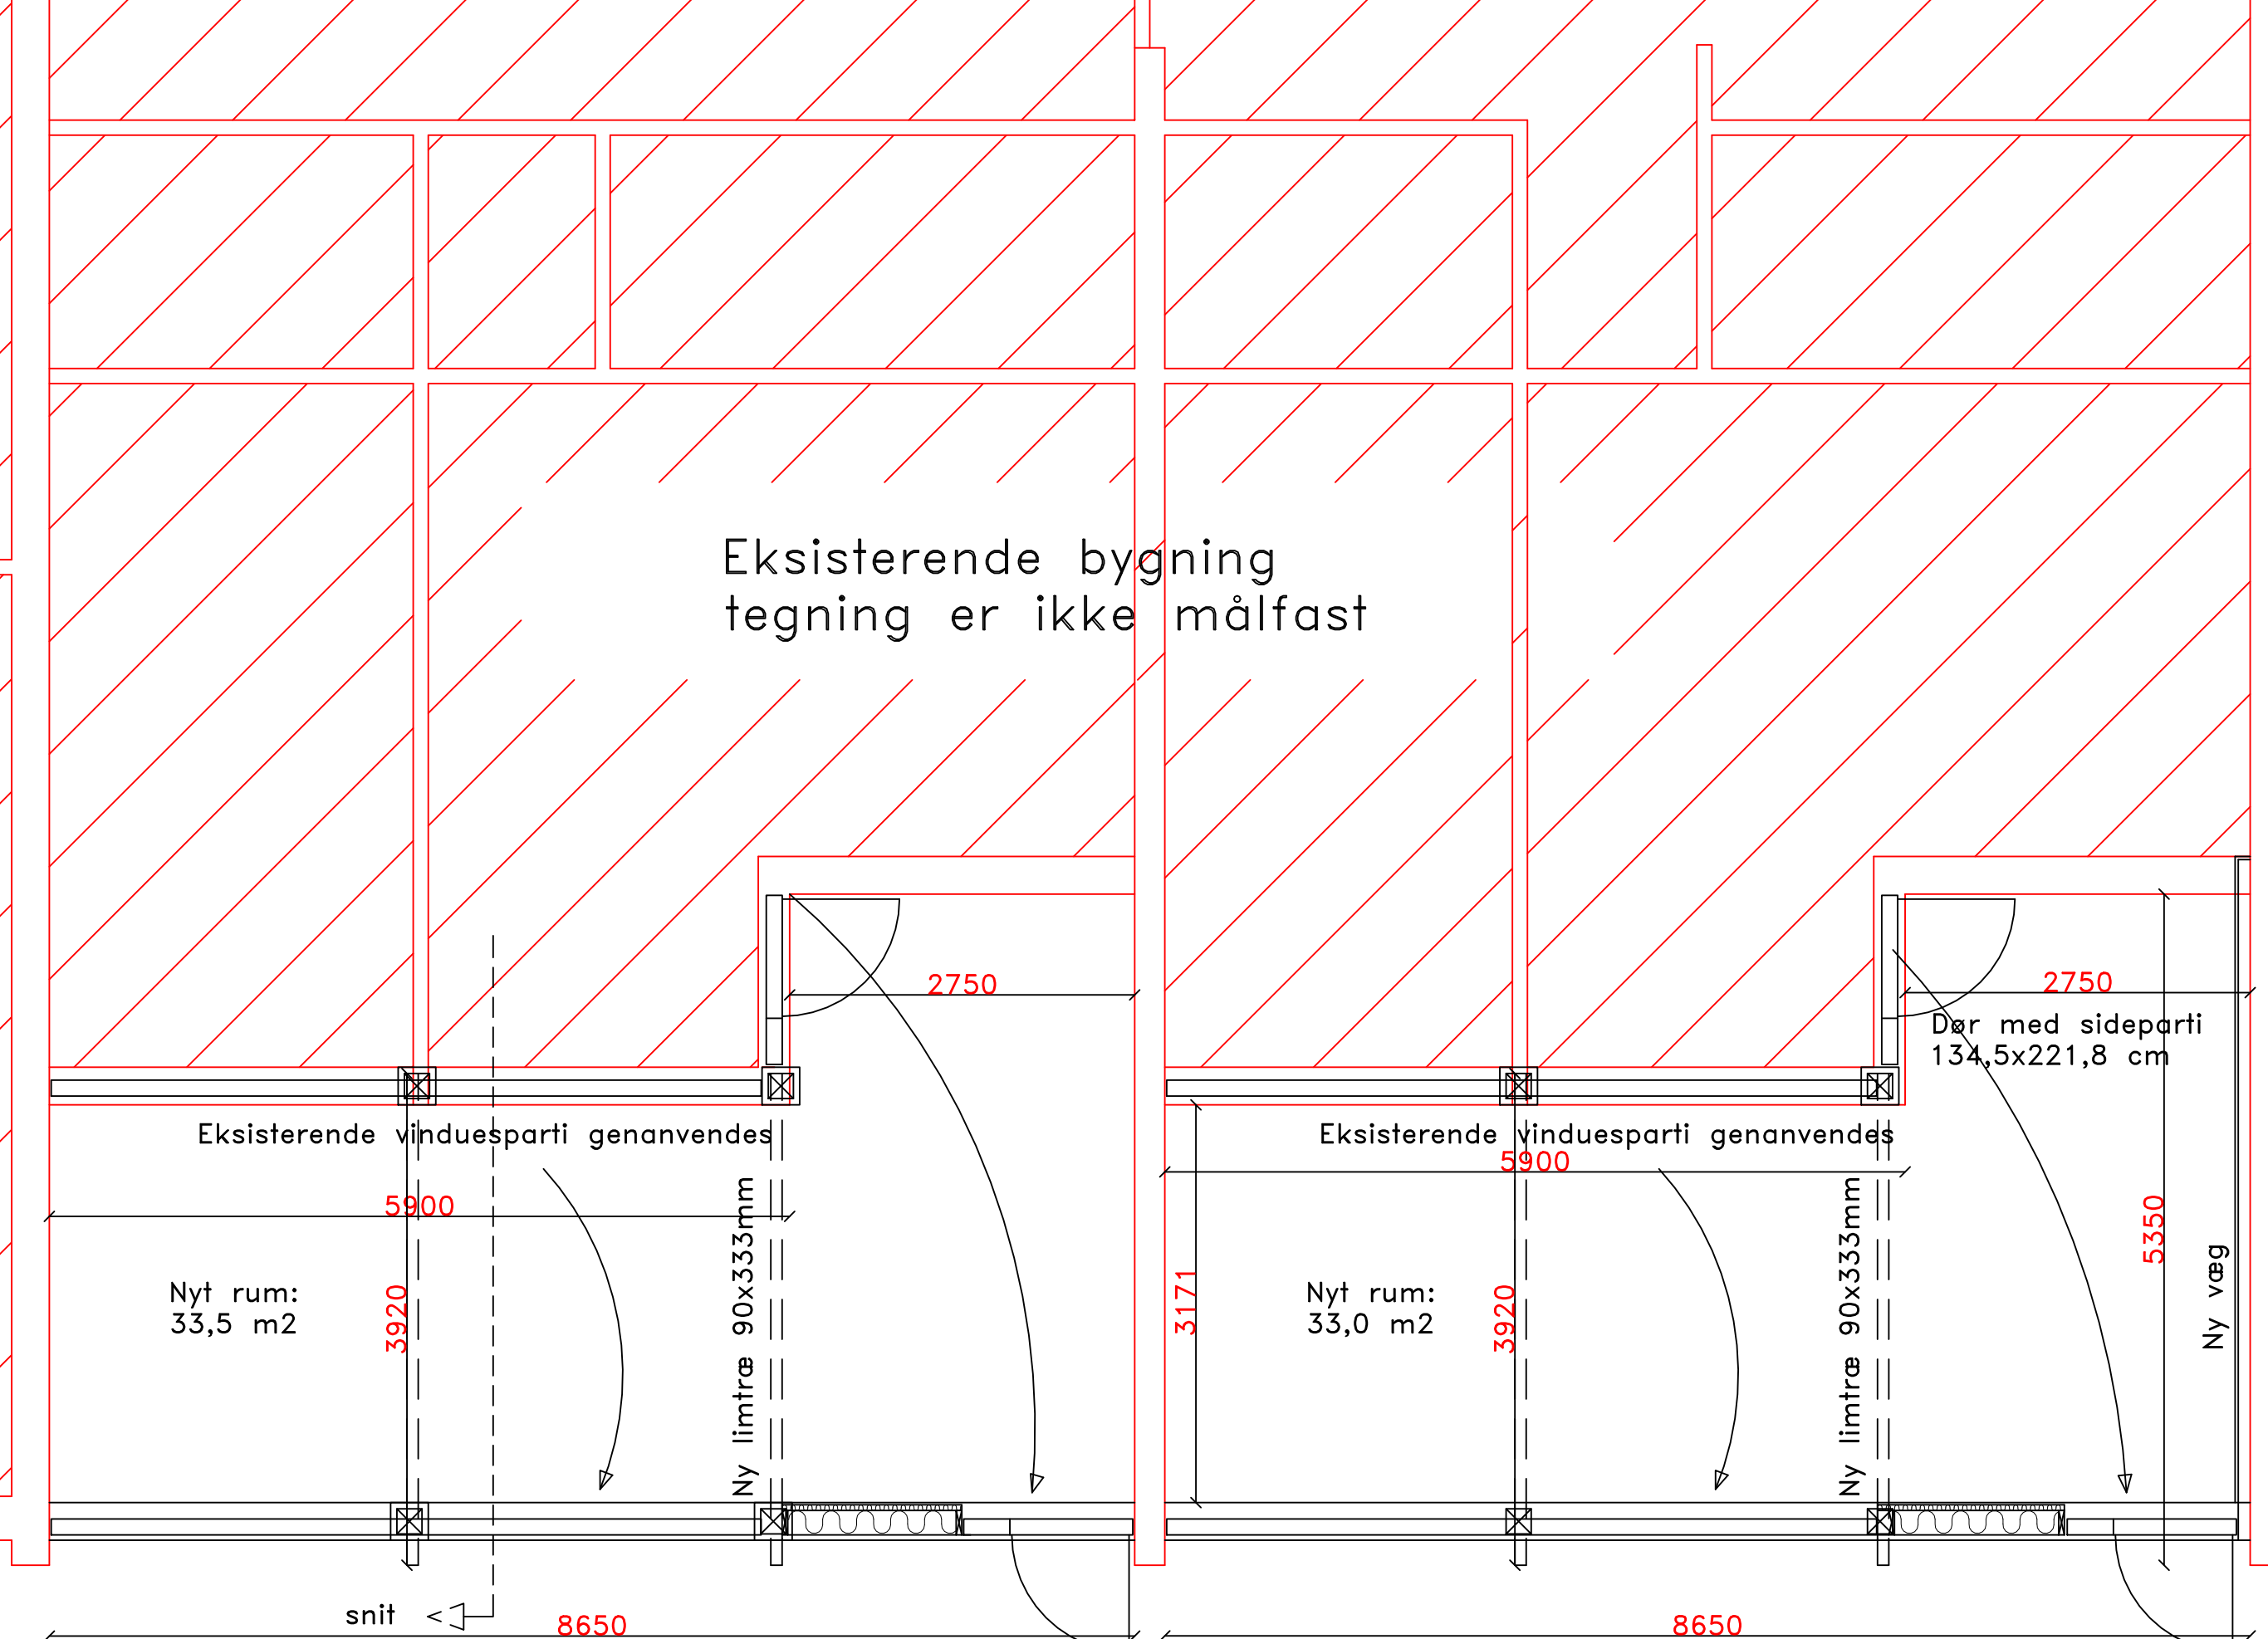 Eksisterende bygning
tegning er ikke målfast
2750
2750
Dør med sideparti
134,5x221,8 cm
Eksisterende vinduesparti genanvendes
Eksisterende vinduesparti genanvendes
5900
5900
Ny limtræ 90x333mm
Ny limtræ 90x333mm
5350
Ny væg
Nyt rum:
33,5 m2
3920
3171
Nyt rum:
33,0 m2
3920
snit
8650
8650